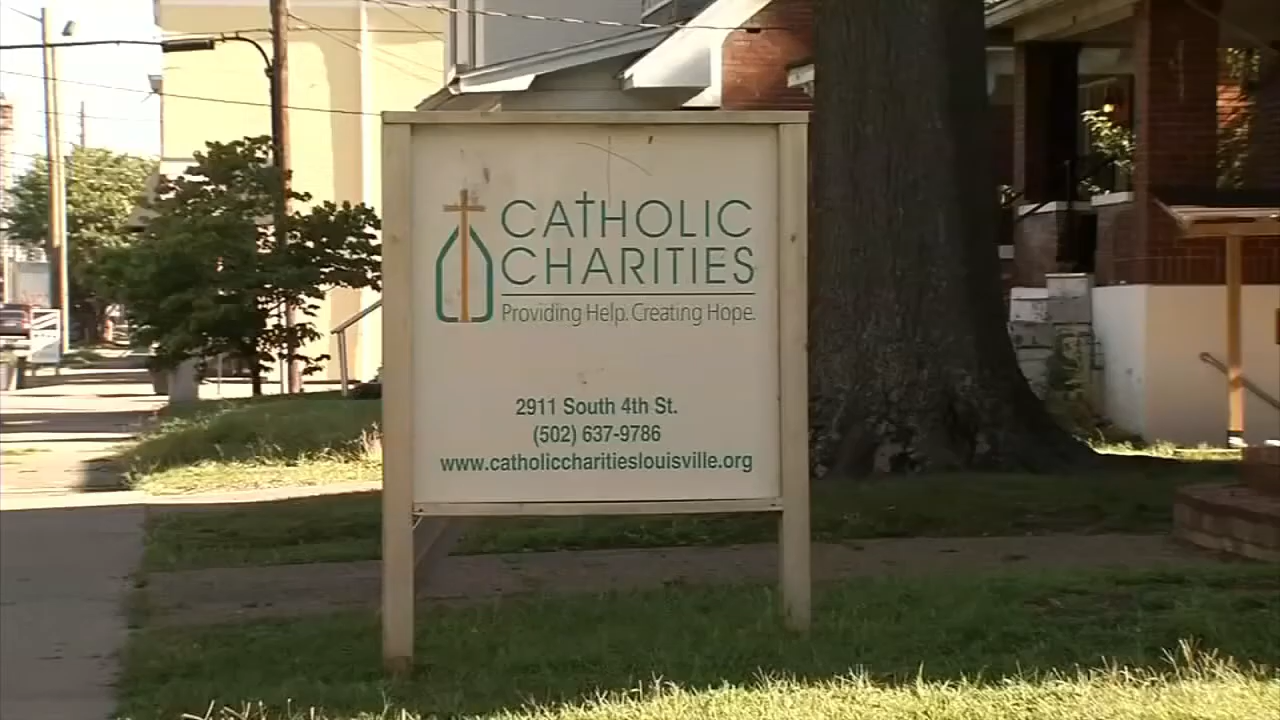 CATHOLIC
CHARITIES
Providing Help. Creating Hope.
2911 South 4th St.
(502) 637-9786
www.catholiccharitieslouisville.org